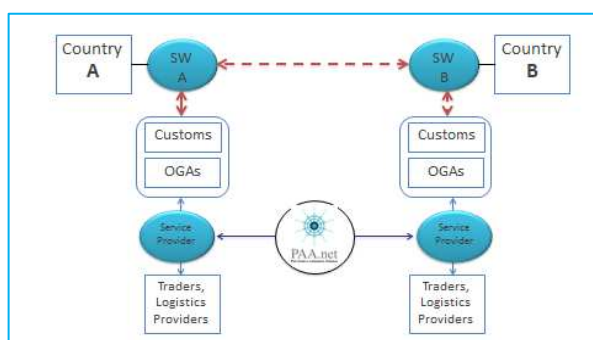 Country
A
SW
A
SW
B
Country
B
Customs
OGAs
Customs
OGAs
Service
Provider
PAA.net
Service
Provider
Traders,
Logistics
Providers
Traders,
Logistics
Providers